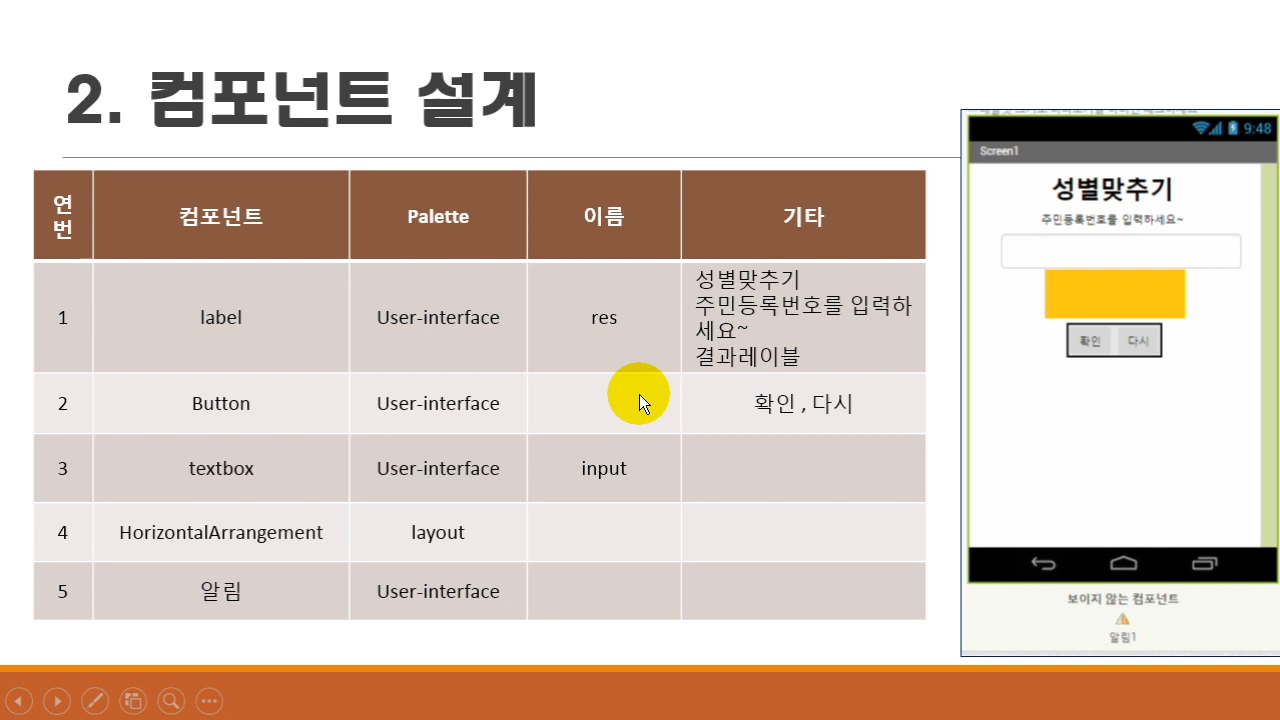 2. 컴포넌트 설계
연
번
컴포넌트
Palette
이름
기타
1
label
User-interface
res
성별맞추기
주민등록번호를 입력하
세요~
결과레이블
2
Button
User-interface
확인 , 다시
3
textbox
User-interface
input
4
HorizontalArrangement
layout
5
알림
User-interface
9:48
Screen1
성별맞추기
주민등록번호를 입력하세요~
확인
다시
보이지 않는 컴포넌트
알림1